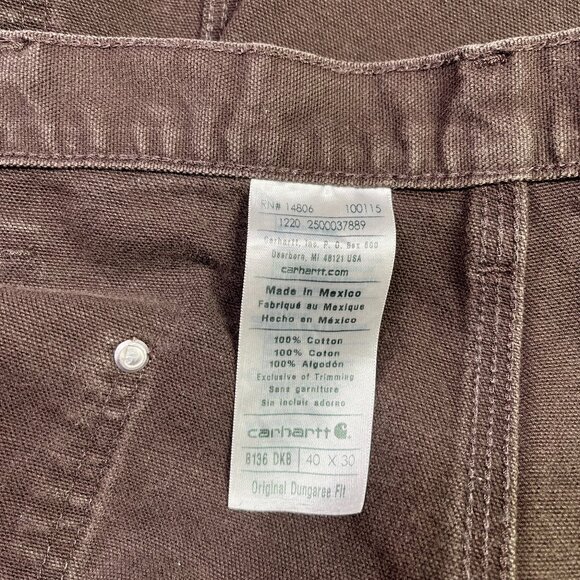 RN# 14806 100115
1220 2500037889
Carhartt, Inc. P. O. Box 600
Dearborn, MI 48121 USA
carhartt.com
Made in Mexico
Fabriqué au Mexique
Hecho en México
100% Cotton
100% Coton
100% Algodón
Exclusive of Trimming
Sans garniture
Sin incluir adorno
carhartt
B136 DKB 40 X 30
Original Dungaree Fit